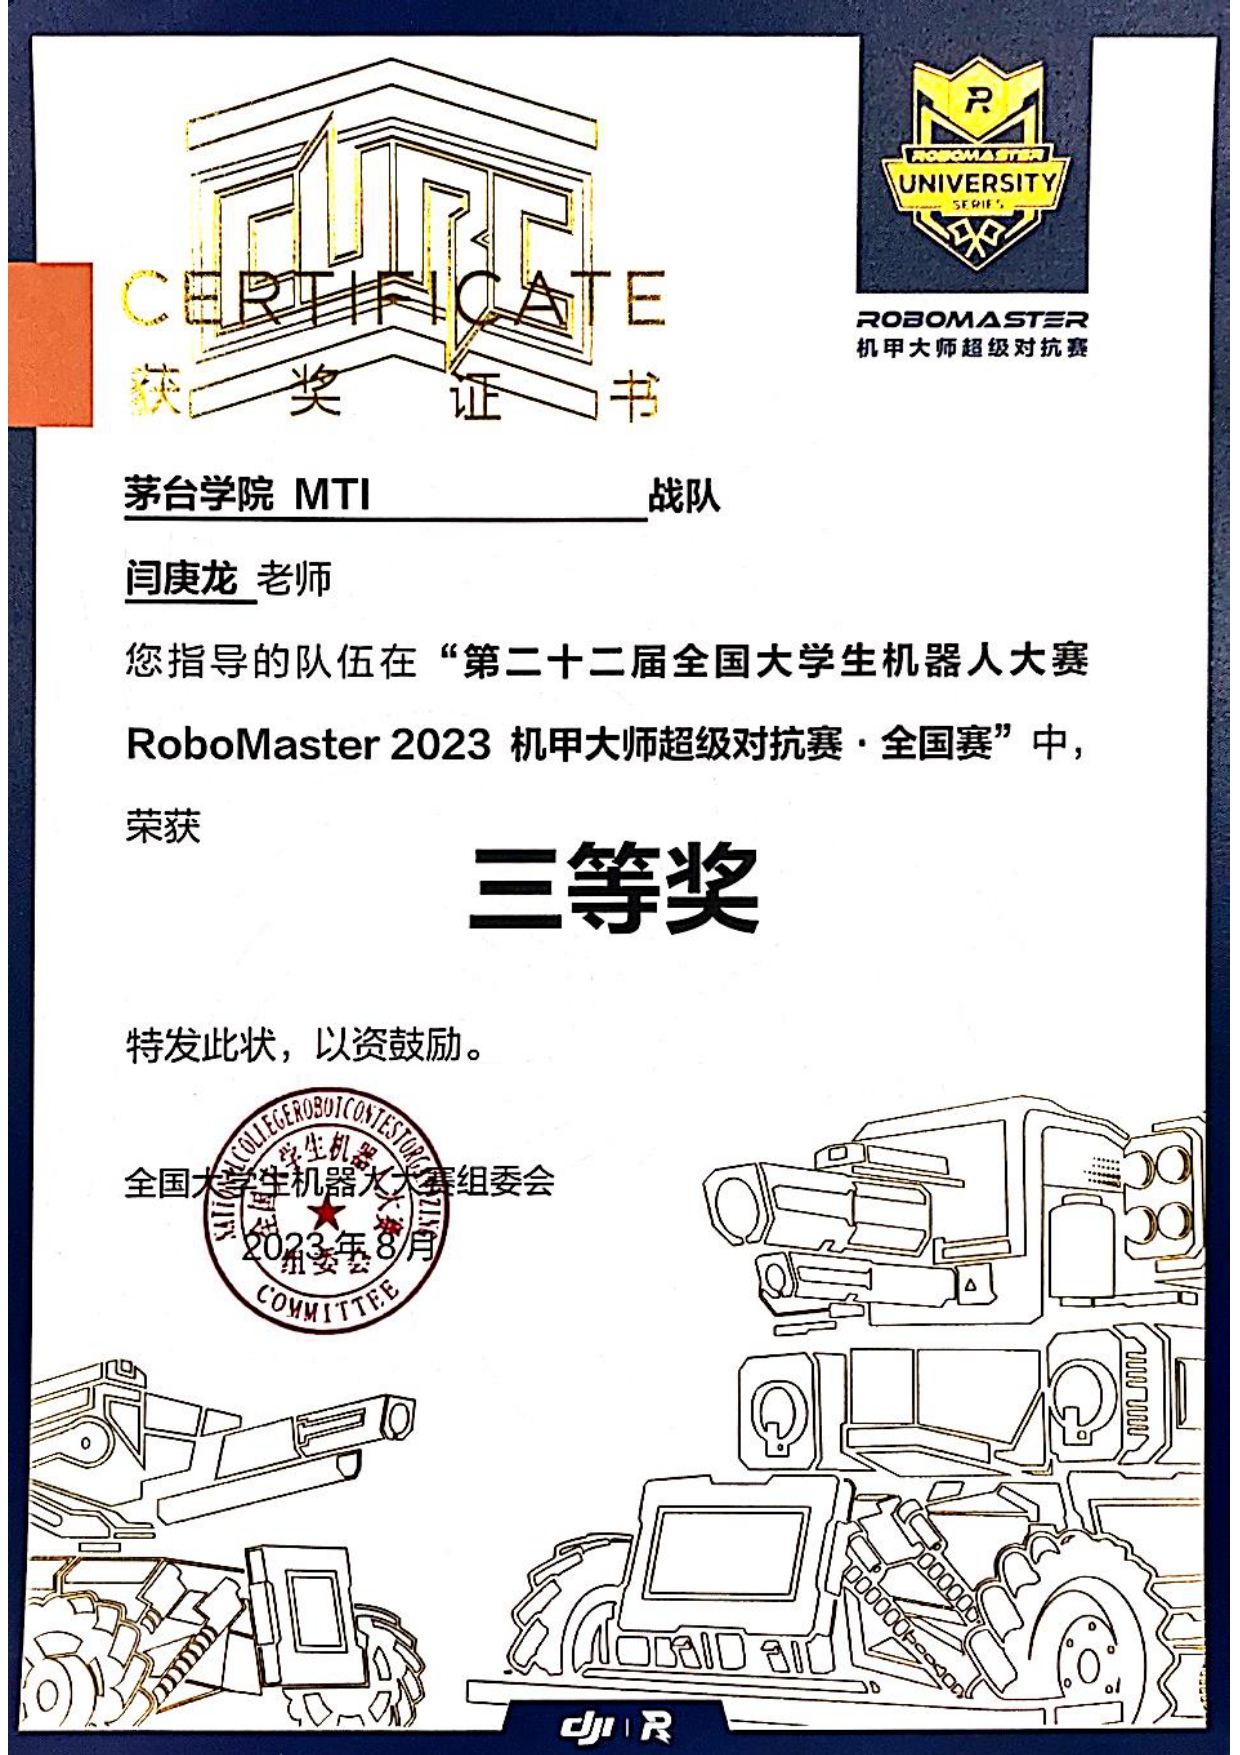 CURC
CERTIFICATE
获奖证书
R
ROBOMASTER
UNIVERSITY
SERIES
ROBOMASTER
机甲大师超级对抗赛
茅台学院 MTI 战队
闫庚龙 老师
您指导的队伍在“第二十二届全国大学生机器人大赛
RoboMaster 2023 机甲大师超级对抗赛·全国赛”中，
荣获
三等奖
特发此状，以资鼓励。
全国大学生机器人大赛组委会
2023 年 8 月
NATIONAL COLLEGE ROBOT CONTEST ORGANIZING COMMITTEE
全国大学生机器人大赛
组委会
dji R